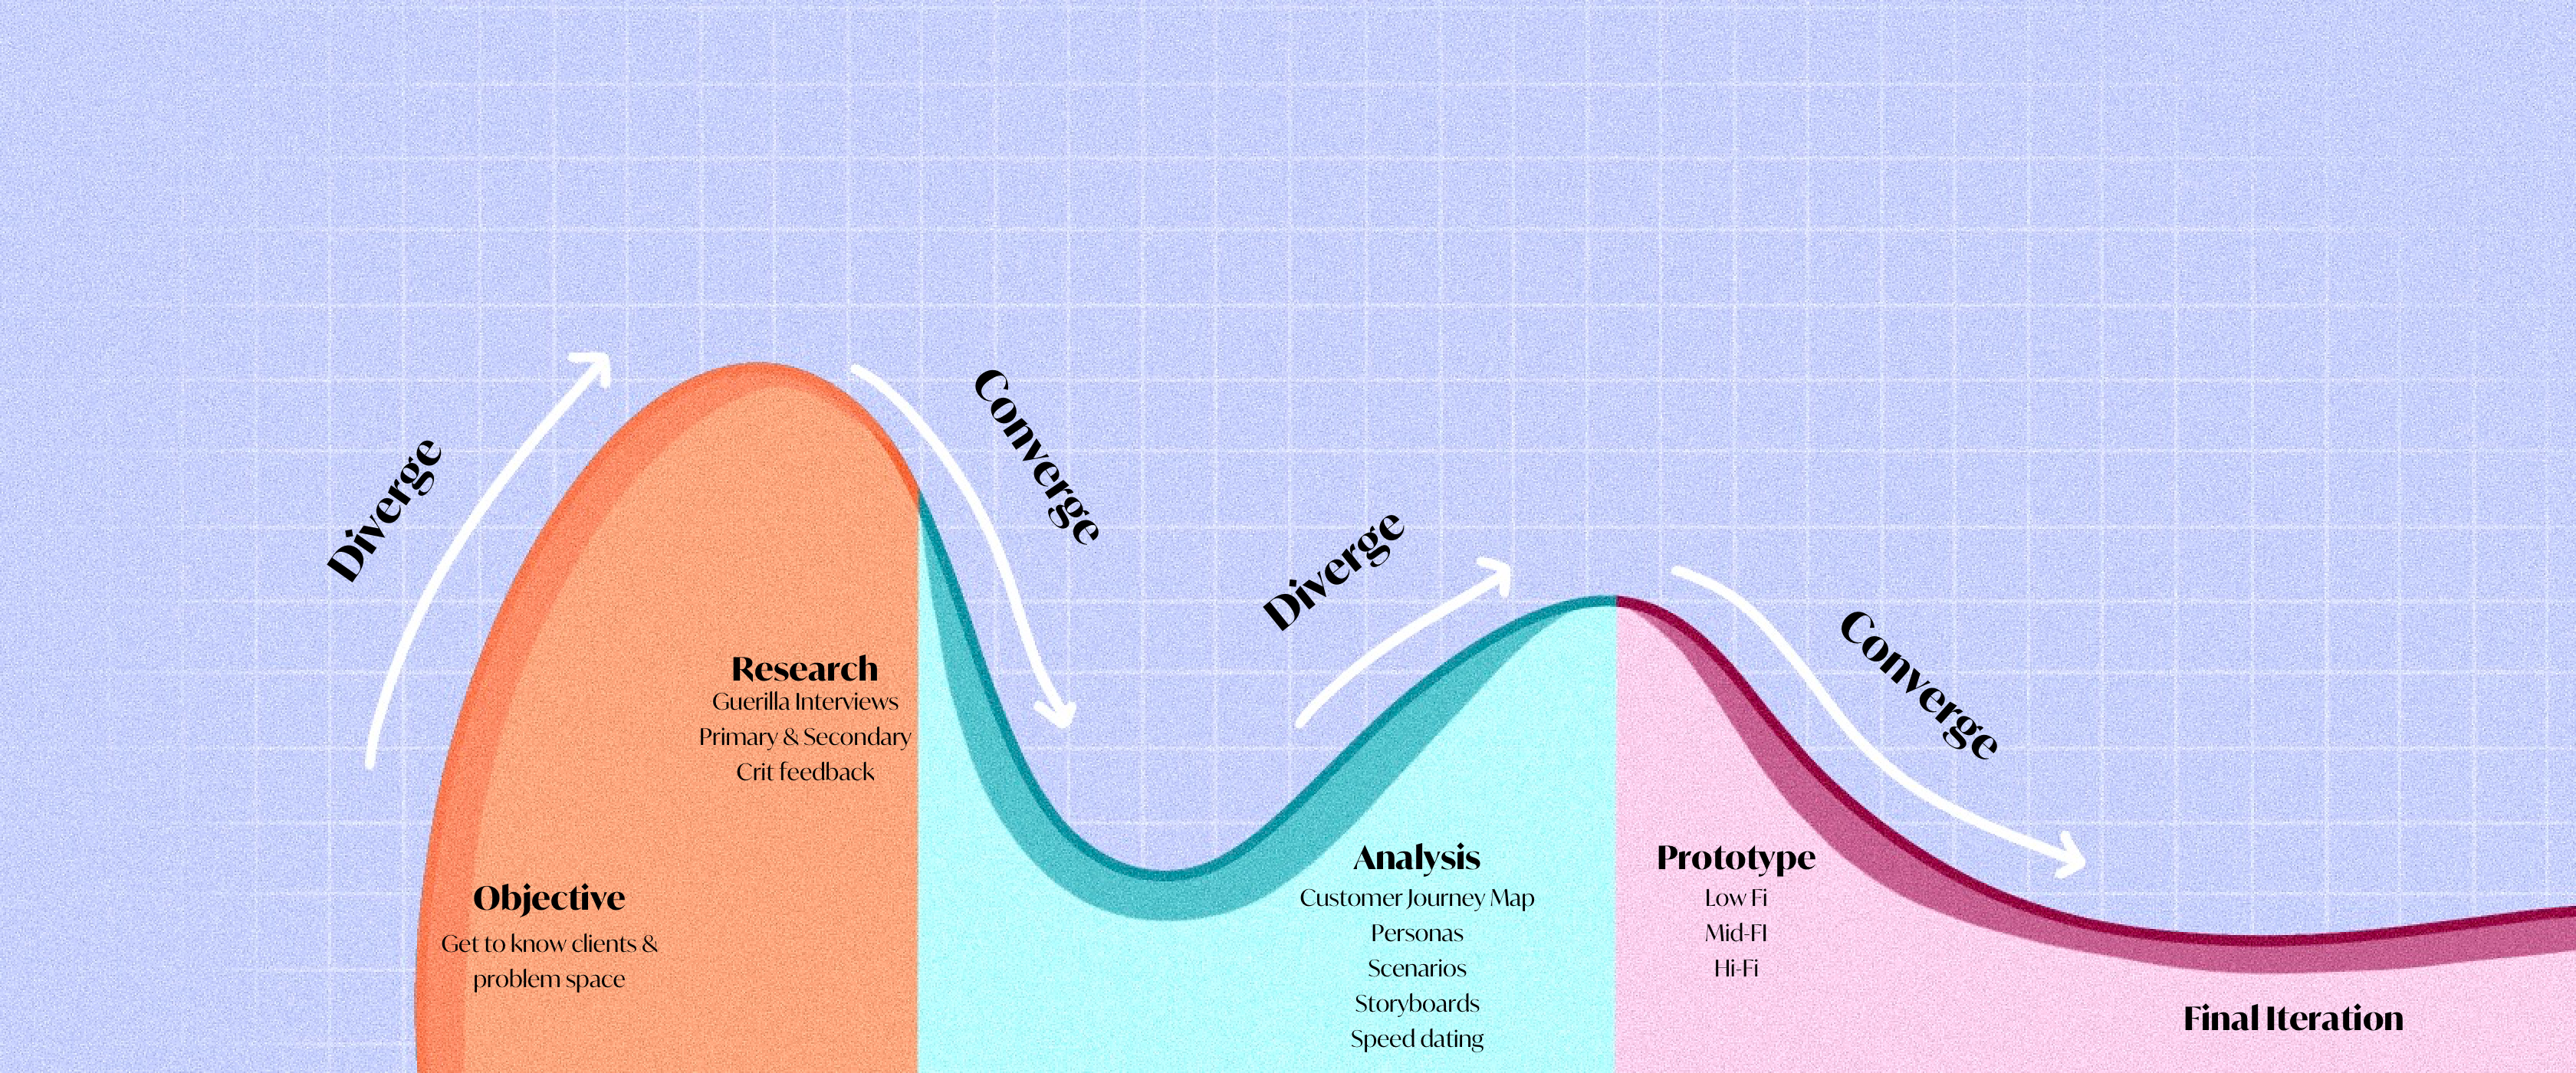 Diverge
Converge
Diverge
Converge
Objective
Get to know clients &
problem space
Research
Guerilla Interviews
Primary & Secondary
Crit feedback
Analysis
Customer Journey Map
Personas
Scenarios
Storyboards
Speed dating
Prototype
Low Fi
Mid-FI
Hi-Fi
Final Iteration